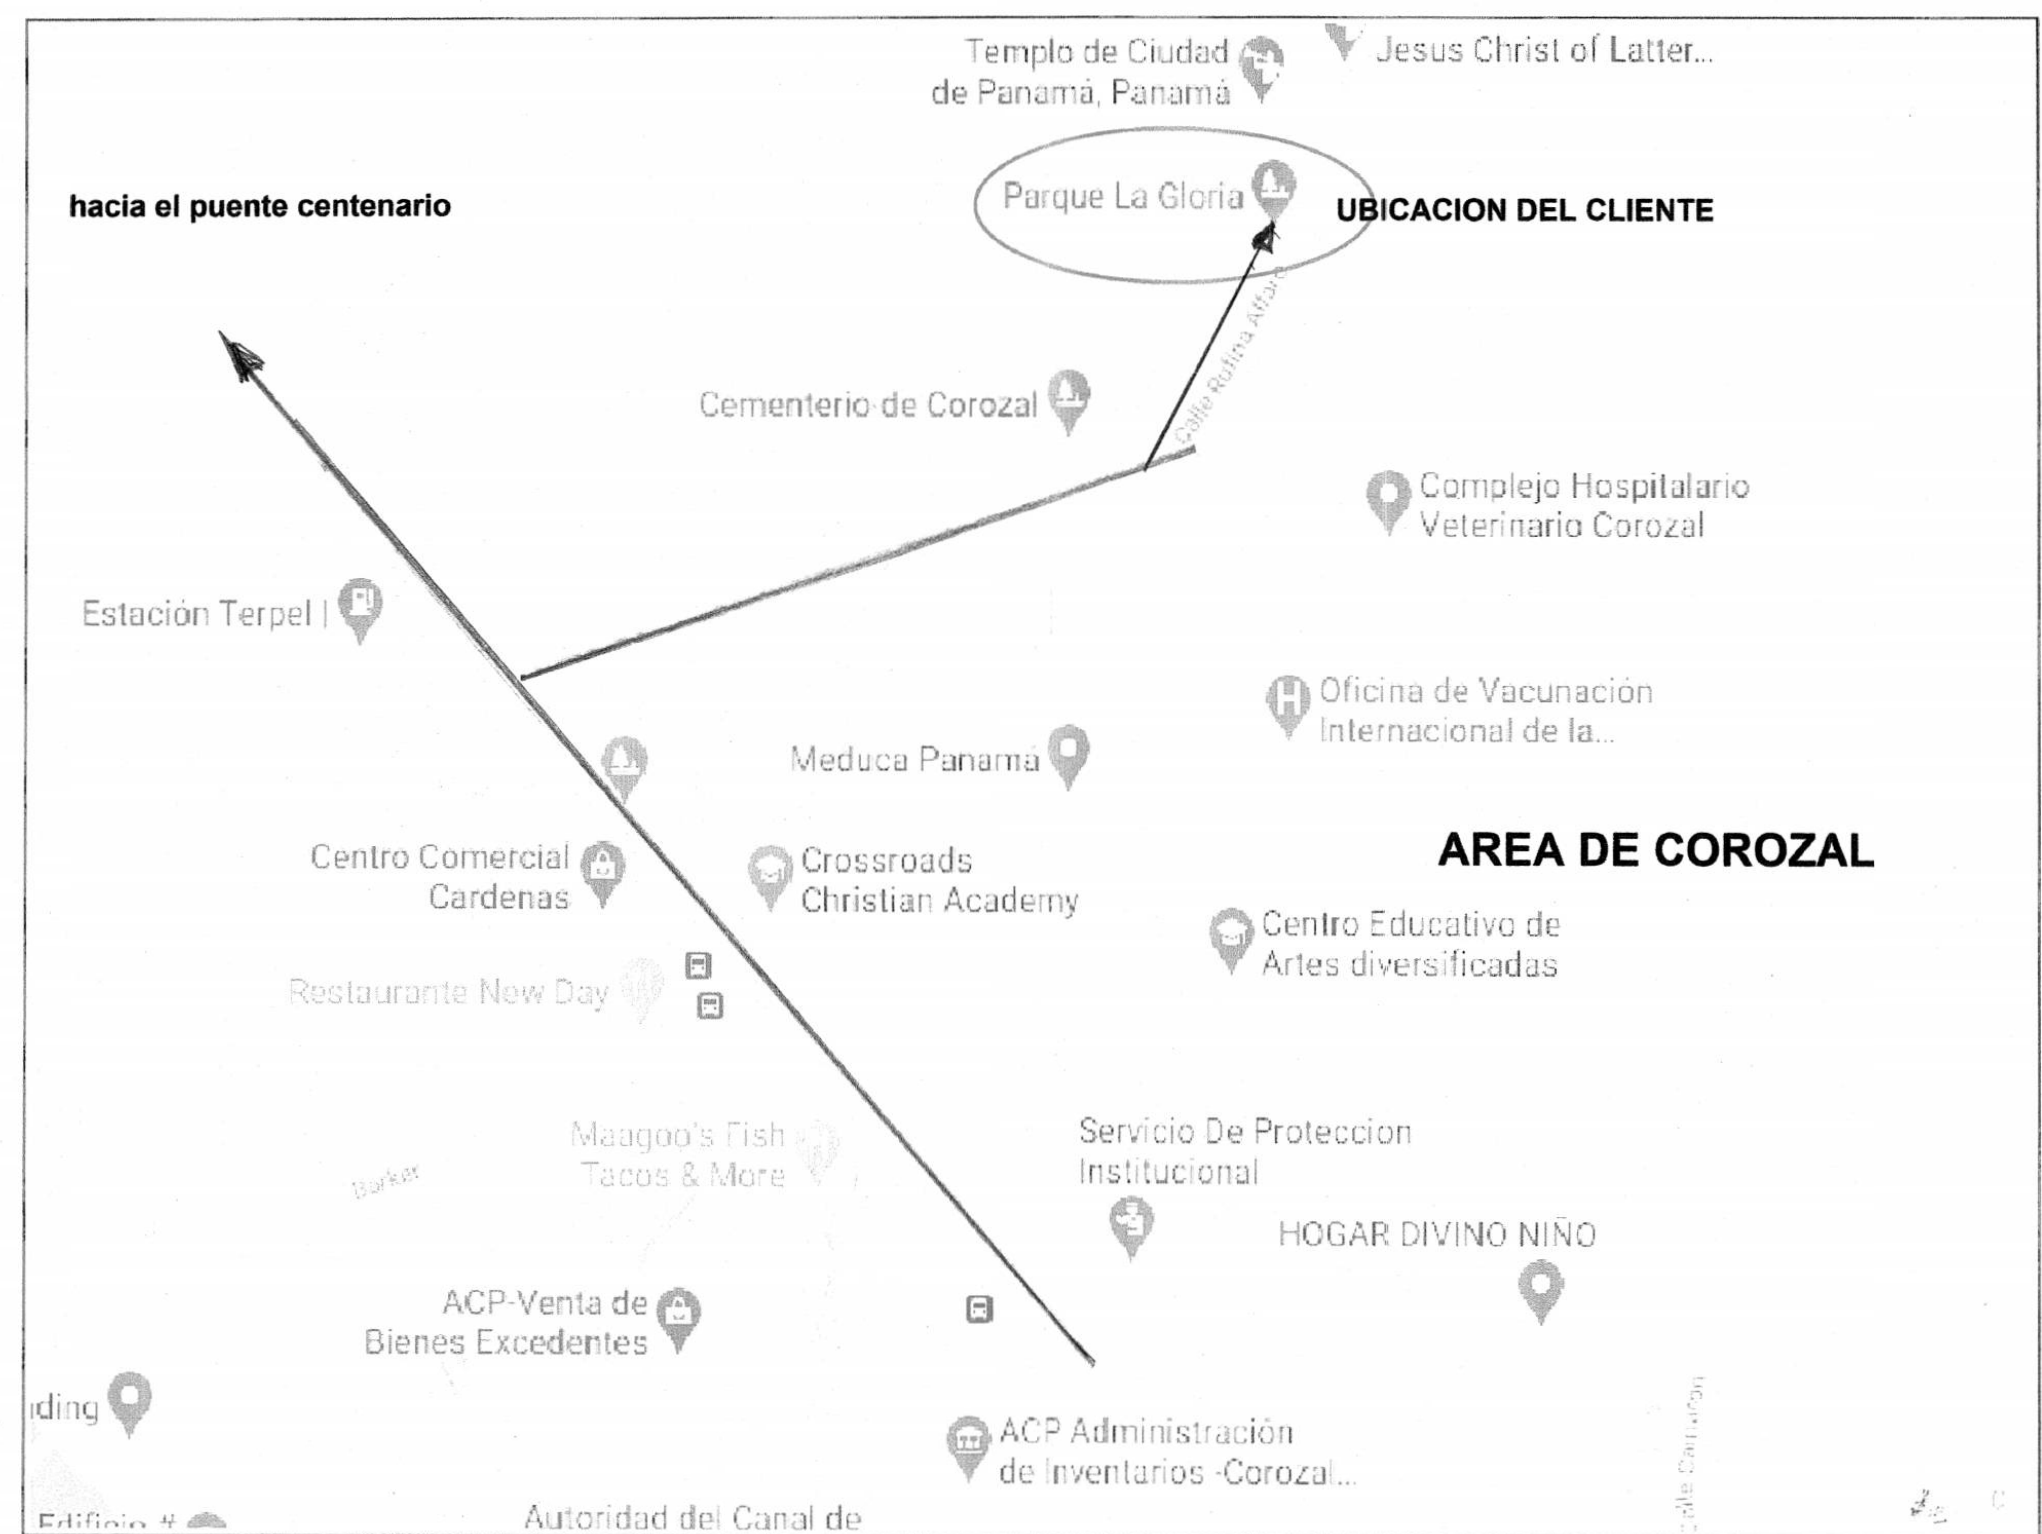 Templo de Ciudad
de Panamá, Panamá
Jesus Christ of Latter...
hacia el puente centenario
Parque La Gloria
UBICACION DEL CLIENTE
Calle Rufina Alfaro
Cementerio de Corozal
Complejo Hospitalario
Veterinario Corozal
Estación Terpel |
Oficina de Vacunación
Internacional de la...
Meduca Panamá
AREA DE COROZAL
Centro Comercial
Cardenas
Crossroads
Christian Academy
Centro Educativo de
Artes diversificadas
Restaurante New Day
Maagoo's Fish
Tacos & More
Servicio De Proteccion
Institucional
HOGAR DIVINO NIÑO
ACP-Venta de
Bienes Excedentes
ding
ACP Administración
de Inventarios -Corozal...
Edificio #
Autoridad del Canal de